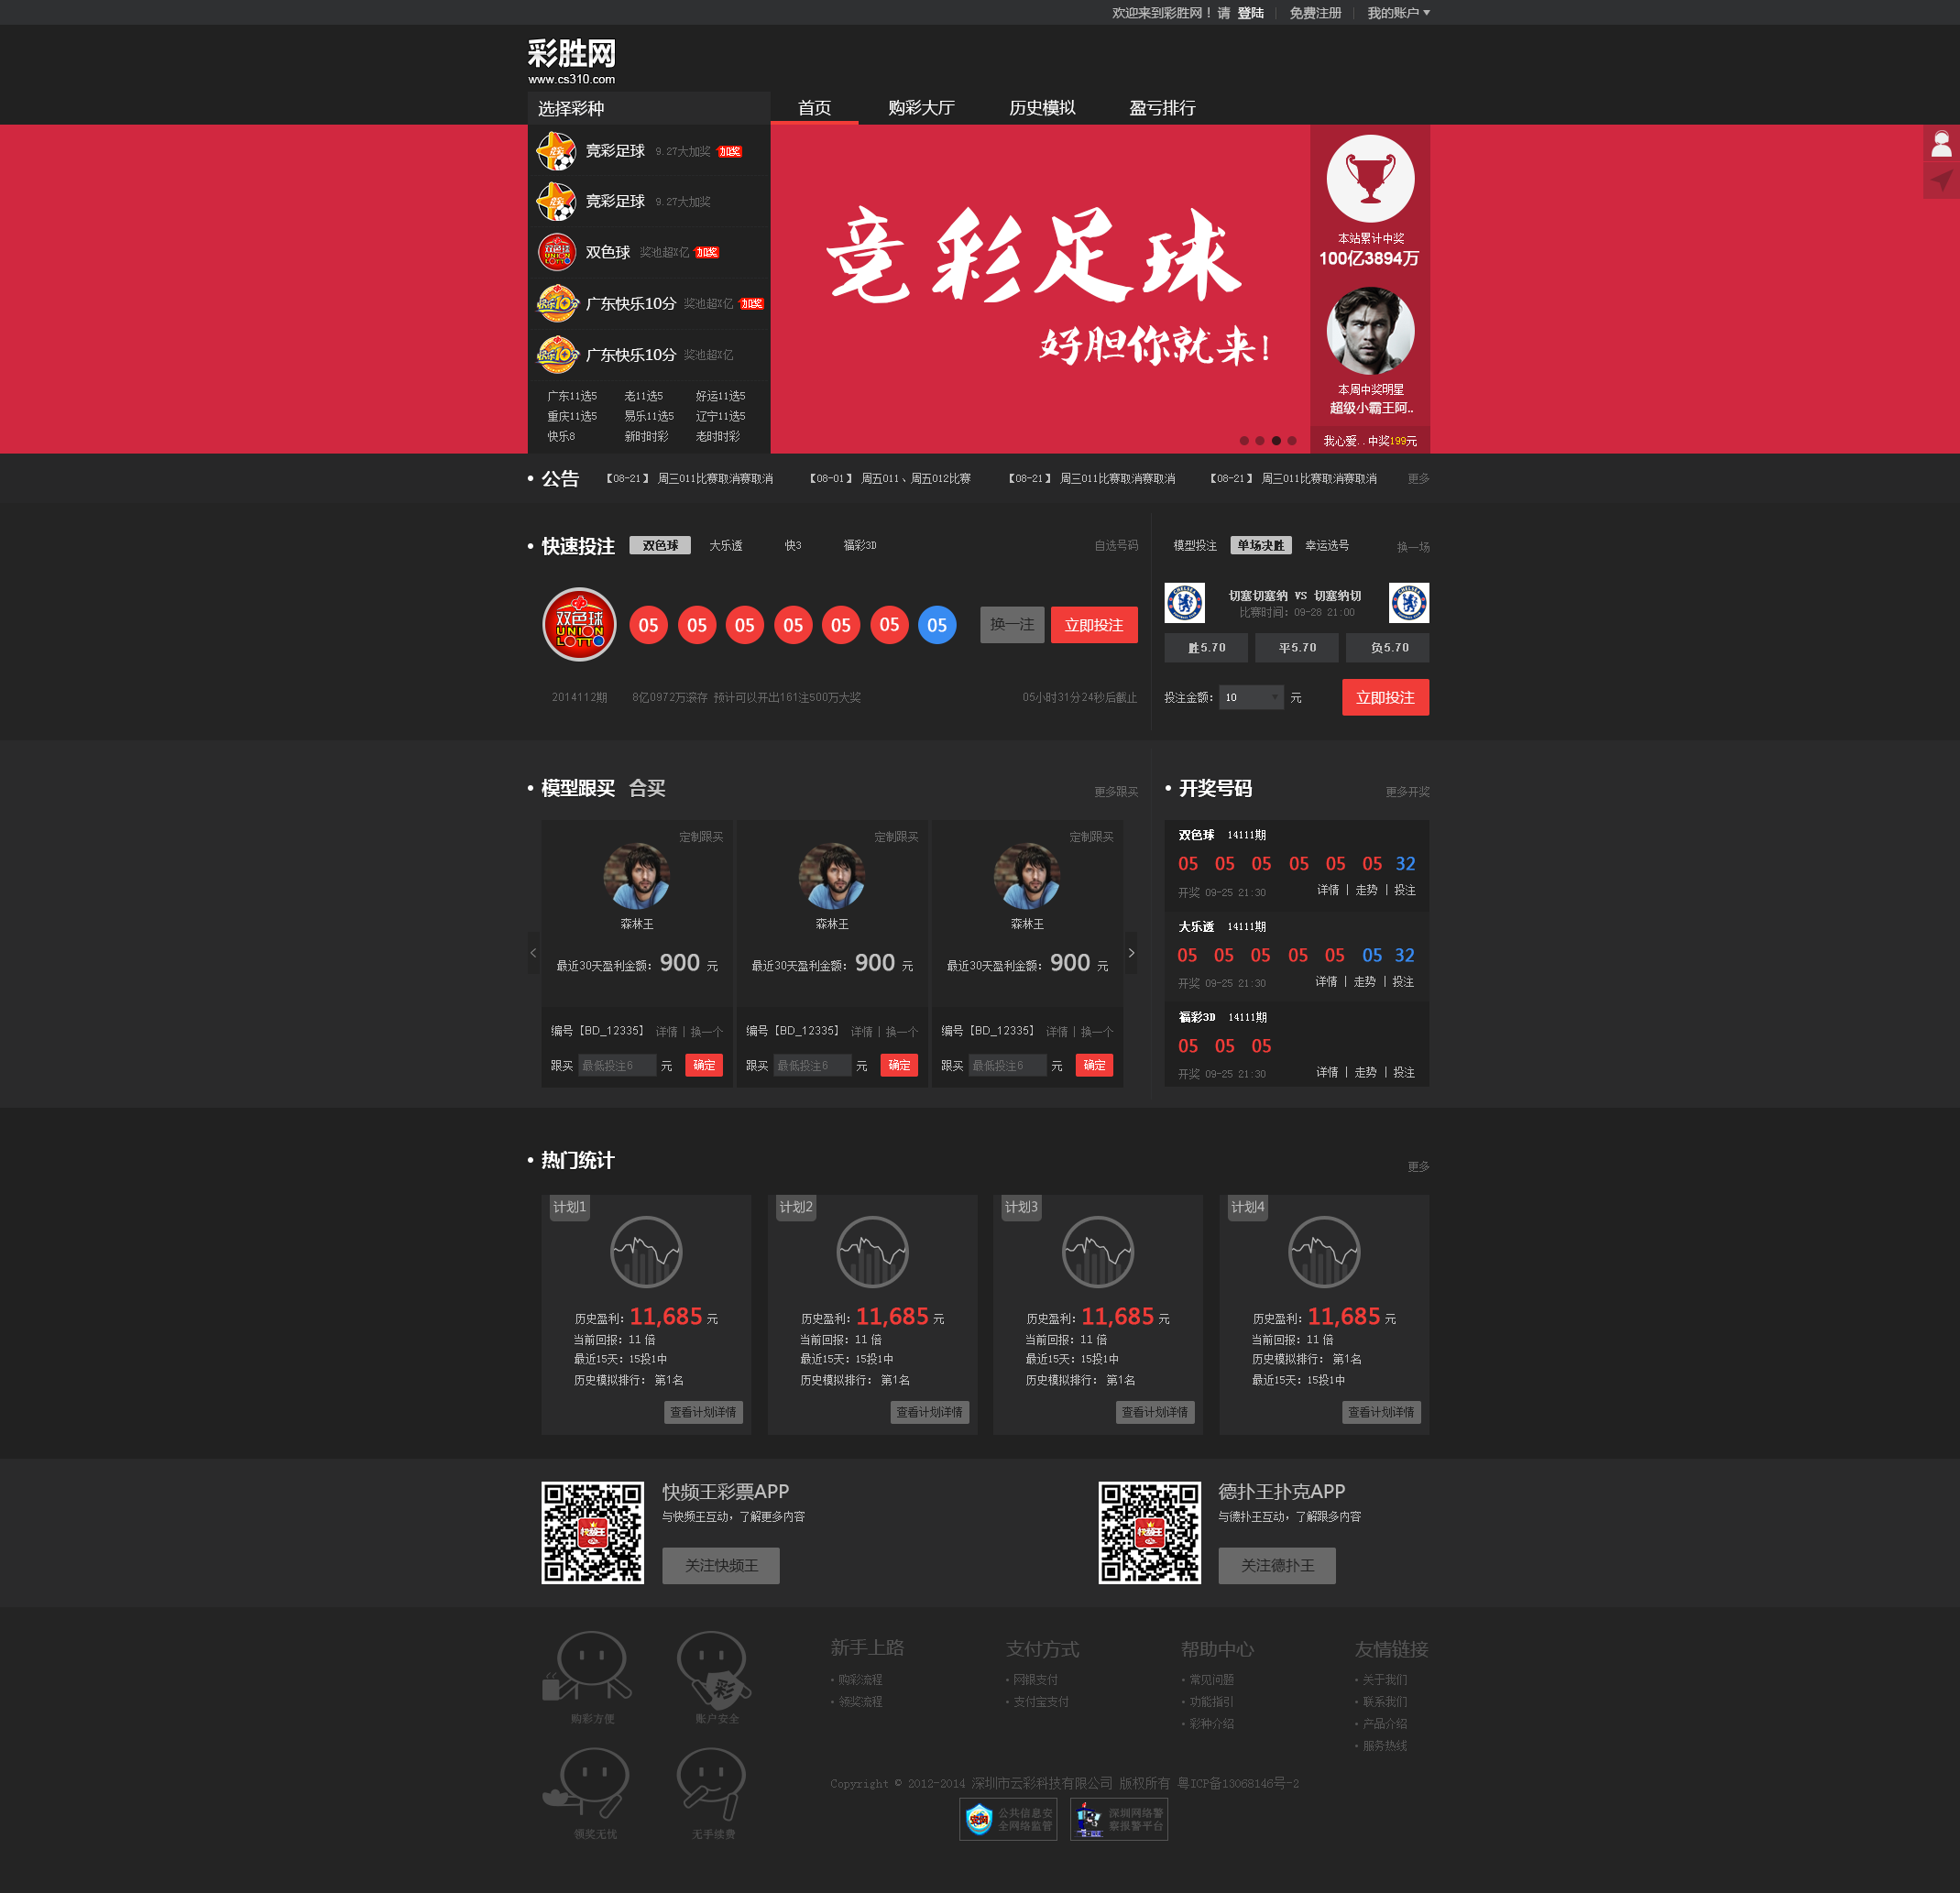 欢迎来到彩胜网！请 登陆 | 免费注册 | 我的账户
彩胜网
www.cs310.com
选择彩种
首页 购彩大厅 历史模拟 盈亏排行
竞彩足球 9.27大加奖 加奖
竞彩足球 9.27大加奖
双色球 奖池超X亿 加奖
广东快乐10分 奖池超X亿 加奖
广东快乐10分 奖池超X亿
广东11选5 老11选5 好运11选5
重庆11选5 易乐11选5 辽宁11选5
快乐8 新时时彩 老时时彩
竞彩足球
好胆你就来!
本站累计中奖
100亿3894万
本周中奖明星
超级小霸王阿..
我心爱..中奖199元
公告 【08-21】 周三011比赛取消赛取消 【08-01】 周五011、周五012比赛 【08-21】 周三011比赛取消赛取消 【08-21】 周三011比赛取消赛取消 更多
快速投注 双色球 大乐透 快3 福彩3D 自选号码
双色球
UNION
LOTTO
05 05 05 05 05 05 05 换一注 立即投注
2014112期 8亿0972万滚存 预计可以开出161注500万大奖 05小时31分24秒后截止
模型投注 单场决胜 幸运选号 换一场
切塞切塞纳 VS 切塞纳切
比赛时间: 09-28 21:00
胜5.70 平5.70 负5.70
投注金额: 10 元 立即投注
模型跟买 合买 更多跟买
定制跟买 定制跟买 定制跟买
森林王 森林王 森林王
最近30天盈利金额: 900 元 最近30天盈利金额: 900 元 最近30天盈利金额: 900 元
编号【BD_12335】 详情 | 换一个 编号【BD_12335】 详情 | 换一个 编号【BD_12335】 详情 | 换一个
跟买 最低投注6 元 确定 跟买 最低投注6 元 确定 跟买 最低投注6 元 确定
开奖号码 更多开奖
双色球 14111期
05 05 05 05 05 05 32
开奖 09-25 21:30 详情 | 走势 | 投注
大乐透 14111期
05 05 05 05 05 05 32
开奖 09-25 21:30 详情 | 走势 | 投注
福彩3D 14111期
05 05 05
开奖 09-25 21:30 详情 | 走势 | 投注
热门统计 更多
计划1 计划2 计划3 计划4
历史盈利: 11,685 元 历史盈利: 11,685 元 历史盈利: 11,685 元 历史盈利: 11,685 元
当前回报: 11 倍 当前回报: 11 倍 当前回报: 11 倍 当前回报: 11 倍
最近15天: 15投1中 最近15天: 15投1中 最近15天: 15投1中 历史模拟排行: 第1名
历史模拟排行: 第1名 历史模拟排行: 第1名 历史模拟排行: 第1名 最近15天: 15投1中
查看计划详情 查看计划详情 查看计划详情 查看计划详情
快频王彩票APP
与快频王互动, 了解更多内容
关注快频王
德扑王扑克APP
与德扑王互动, 了解跟多内容
关注德扑王
购彩方便 账户安全
彩
领奖无忧 无手续费
新手上路 支付方式 帮助中心 友情链接
购彩流程 网银支付 常见问题 关于我们
领奖流程 支付宝支付 功能指引 联系我们
彩种介绍 产品介绍
服务热线
Copyright © 2012-2014 深圳市云彩科技有限公司 版权所有 粤ICP备13068146号-2
公共信息安
全网络监管
深圳网络警
察报警平台